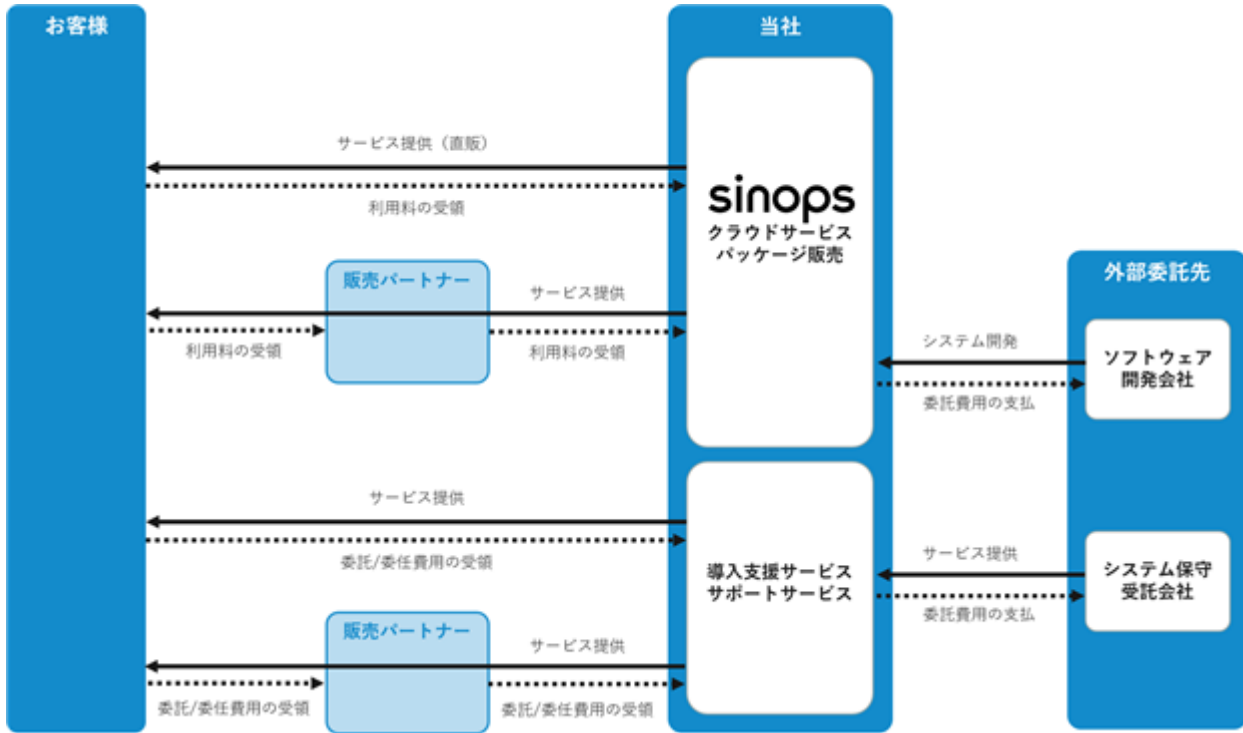 お客様
当社
サービス提供（直販）
利用料の受領
sinops
クラウドサービス
パッケージ販売
販売パートナー
サービス提供
利用料の受領
利用料の受領
外部委託先
システム開発
委託費用の支払
ソフトウェア
開発会社
サービス提供
委託/委任費用の受領
導入支援サービス
サポートサービス
サービス提供
委託費用の支払
システム保守
受託会社
販売パートナー
サービス提供
委託/委任費用の受領
委託/委任費用の受領